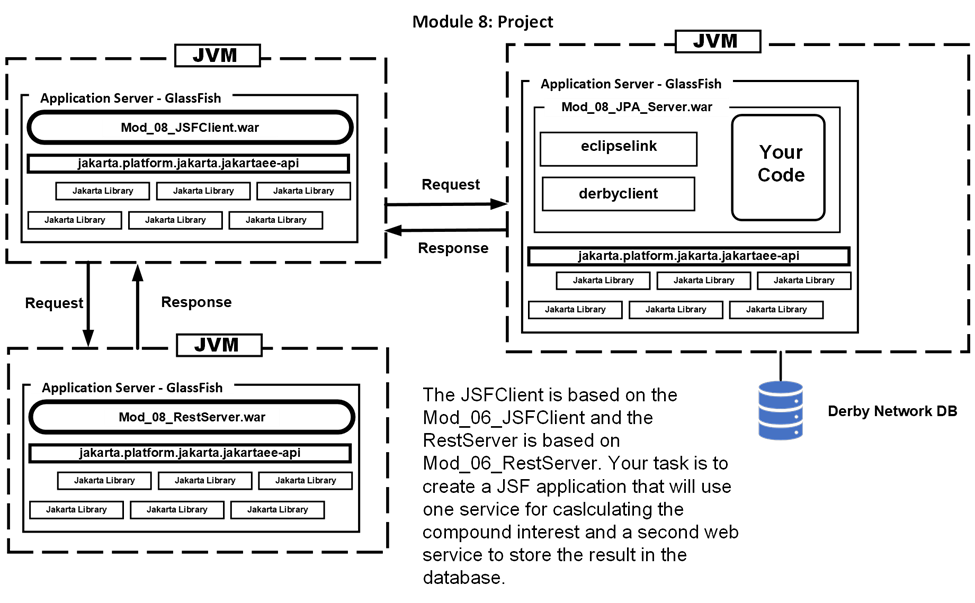 Module 8: Project
JVM
Application Server - GlassFish
Mod_08_JSFClient.war
jakarta.platform.jakarta.jakartaee-api
Jakarta Library
Jakarta Library
Jakarta Library
Jakarta Library
Jakarta Library
Jakarta Library
Request
Response
JVM
Application Server - GlassFish
Mod_08_JPA_Server.war
eclipselink
derbyclient
Your
Code
jakarta.platform.jakarta.jakartaee-api
Jakarta Library
Jakarta Library
Jakarta Library
Jakarta Library
Jakarta Library
Jakarta Library
Derby Network DB
Request
Response
JVM
Application Server - GlassFish
Mod_08_RestServer.war
jakarta.platform.jakarta.jakartaee-api
Jakarta Library
Jakarta Library
Jakarta Library
Jakarta Library
Jakarta Library
Jakarta Library
The JSFClient is based on the
Mod_06_JSFClient and the
RestServer is based on
Mod_06_RestServer. Your task is to
create a JSF application that will use
one service for caslculating the
compound interest and a second web
service to store the result in the
database.